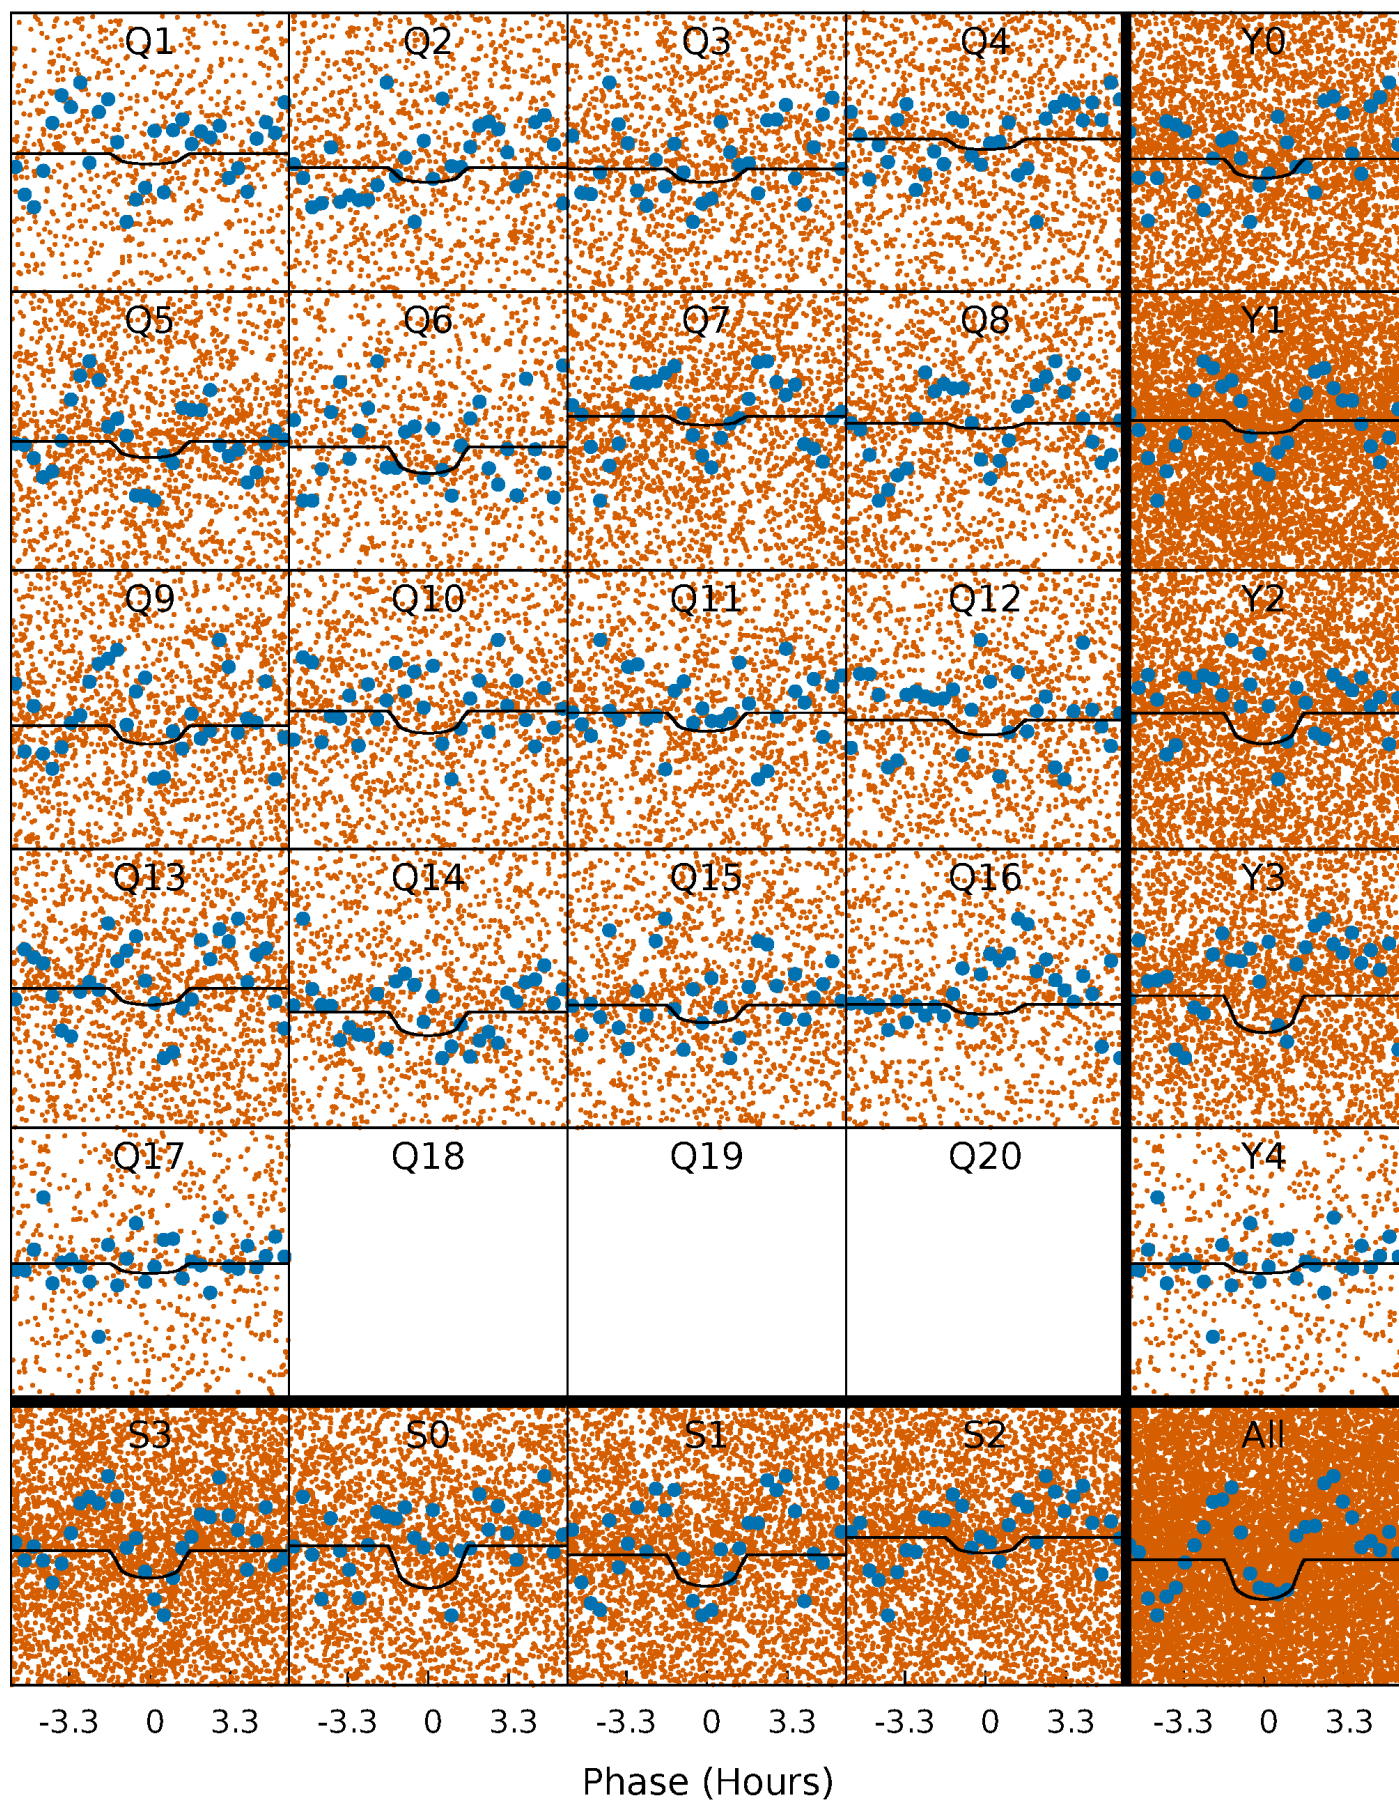 Q1 Q2 Q3 Q4 Y0
Q5 Q6 Q7 Q8 Y1
Q9 Q10 Q11 Q12 Y2
Q13 Q14 Q15 Q16 Y3
Q17 Q18 Q19 Q20 Y4
S3 S0 S1 S2 All
-3.3 0 3.3 -3.3 0 3.3 -3.3 0 3.3 -3.3 0 3.3 -3.3 0 3.3
Phase (Hours)